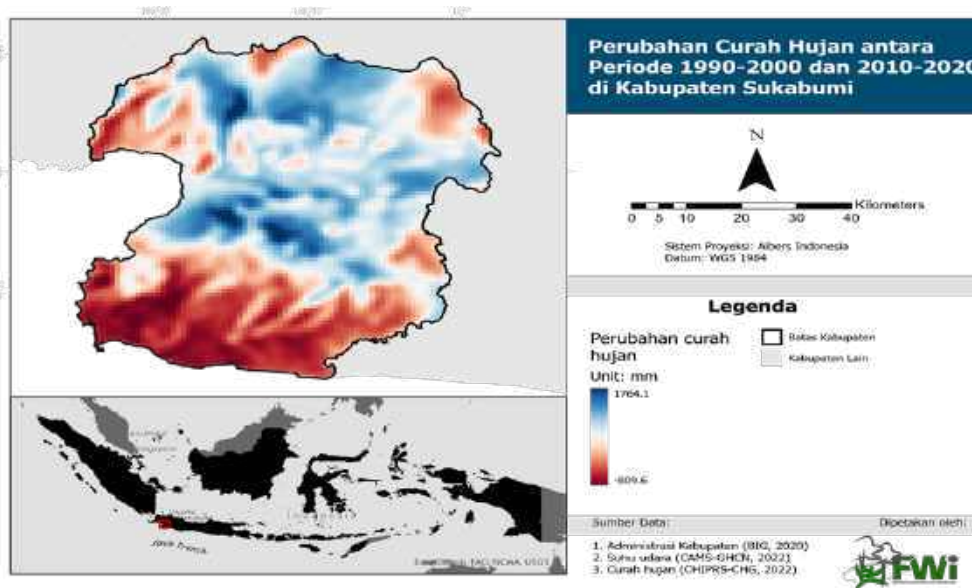 Perubahan Curah Hujan antara
Periode 1990-2000 dan 2010-2020
di Kabupaten Sukabumi
N
Kilometers
0 5 10 20 30 40
Sistem Proyeksi: Albers Indonesia
Datum: WGS 1984
Legenda
Perubahan curah
hujan
Unit: mm
1764.1
-809.6
Batas Kabupaten
Kabupaten Lain
Java Trench
Sumber Data:
1. Administrasi Kabupaten (BIG, 2020)
2. Suhu udara (CAMS-GHCN, 2022)
3. Curah hujan (CHIPRS-CHG, 2022)
Dipetakan oleh:
FWi